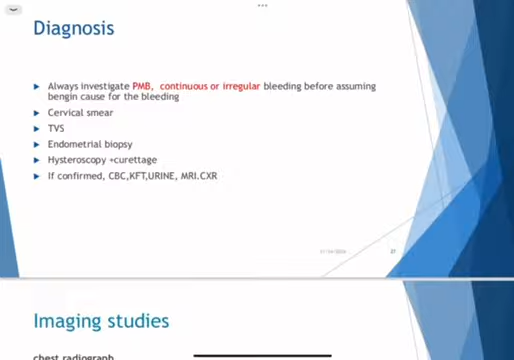 Diagnosis
Always investigate PMB, continuous or irregular bleeding before assuming
bengin cause for the bleeding
Cervical smear
TVS
Endometrial biopsy
Hysteroscopy +curettage
If confirmed, CBC,KFT,URINE, MRI.CXR
27
Imaging studies
chest radiograph